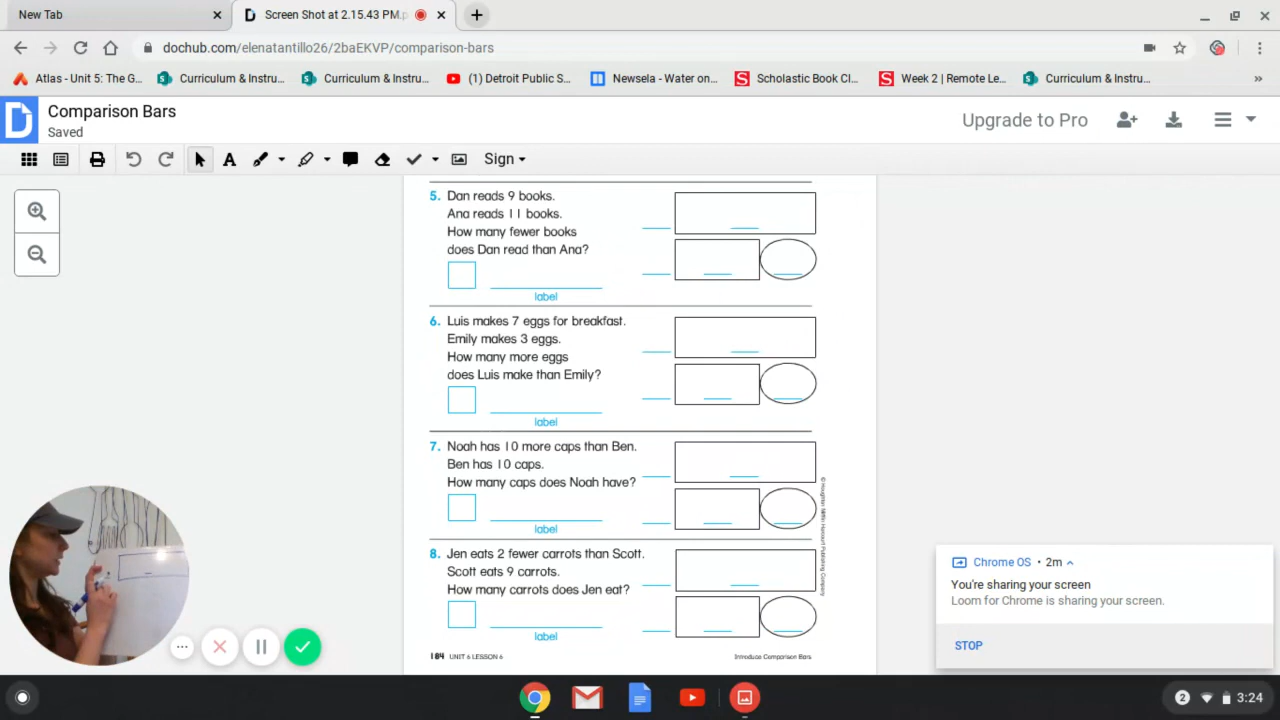 New Tab
Screen Shot at 2.15.43 PM.p
dochub.com/elenatantillo26/2baEKVP/comparison-bars
Atlas - Unit 5: The G...
Curriculum & Instru...
Curriculum & Instru...
(1) Detroit Public S...
Newsela - Water on...
Scholastic Book Cl...
Week 2 | Remote Le...
Curriculum & Instru...
Comparison Bars
Saved
Upgrade to Pro
Sign
5. Dan reads 9 books.
Ana reads 11 books.
How many fewer books
does Dan read than Ana?
label
6. Luis makes 7 eggs for breakfast.
Emily makes 3 eggs.
How many more eggs
does Luis make than Emily?
label
7. Noah has 10 more caps than Ben.
Ben has 10 caps.
How many caps does Noah have?
label
8. Jen eats 2 fewer carrots than Scott.
Scott eats 9 carrots.
How many carrots does Jen eat?
label
© Houghton Mifflin Harcourt Publishing Company
184 UNIT 6 LESSON 6
Introduce Comparison Bars
Chrome OS • 2m
You're sharing your screen
Loom for Chrome is sharing your screen.
STOP
2
3:24